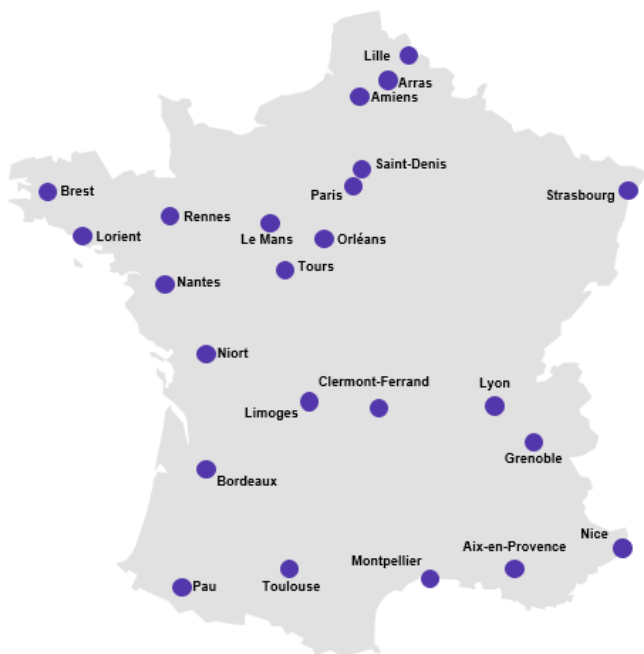 Lille
Arras
Amiens
Saint-Denis
Paris
Brest
Strasbourg
Rennes
Lorient
Le Mans
Orléans
Tours
Nantes
Niort
Clermont-Ferrand
Lyon
Limoges
Grenoble
Bordeaux
Nice
Aix-en-Provence
Montpellier
Pau
Toulouse